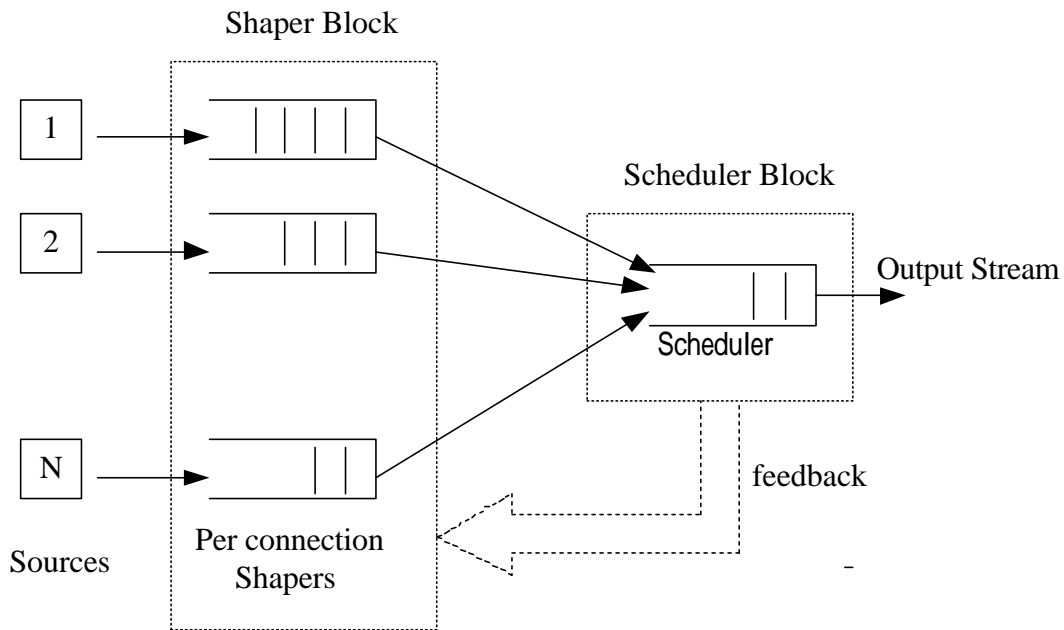 Shaper Block
1
Scheduler Block
2
Output Stream
Scheduler
N
feedback
Per connection
Shapers
Sources